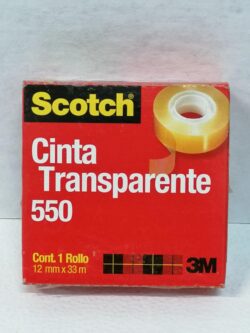 Scotch
Cinta
Transparente
550
Cont. 1 Rollo
12 mm x 33 m
3M